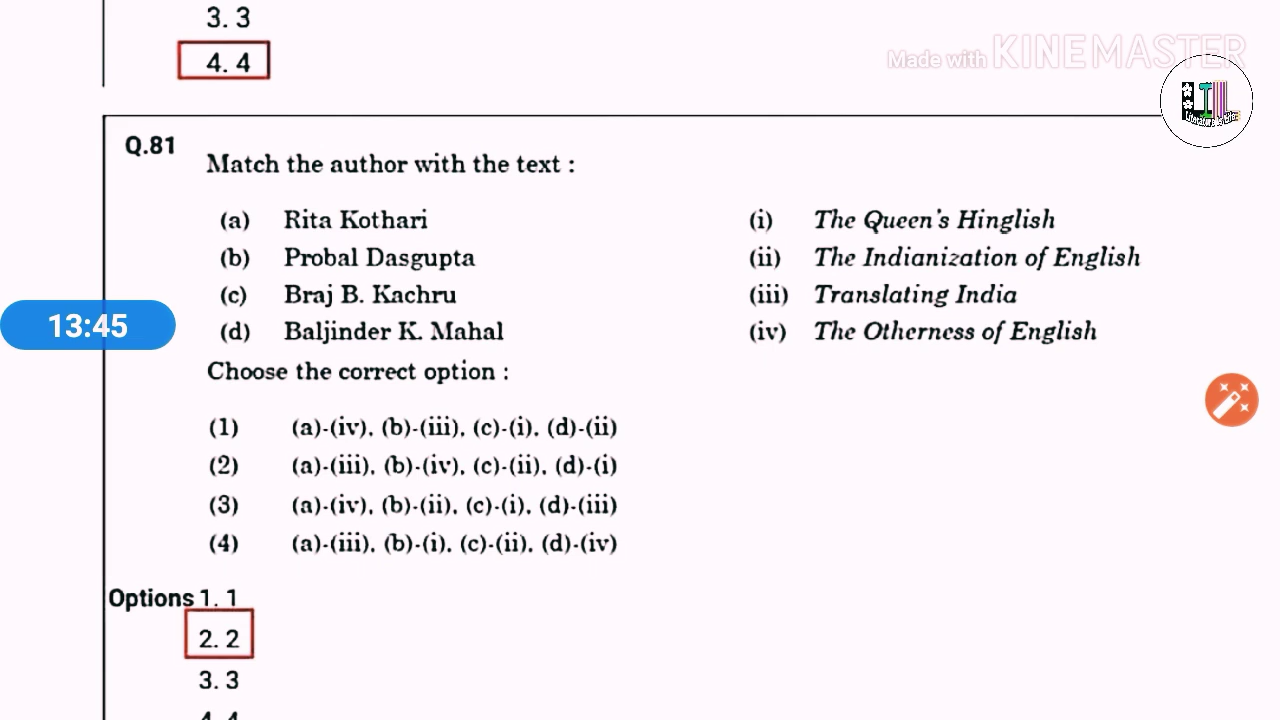 3. 3
4. 4
Made with KINEMASTER
Q.81
Match the author with the text :
(a) Rita Kothari (i) The Queen's Hinglish
(b) Probal Dasgupta (ii) The Indianization of English
(c) Braj B. Kachru (iii) Translating India
13:45
(d) Baljinder K. Mahal (iv) The Otherness of English
Choose the correct option :
(1) (a)-(iv), (b)-(iii), (c)-(i), (d)-(ii)
(2) (a)-(iii), (b)-(iv), (c)-(ii), (d)-(i)
(3) (a)-(iv), (b)-(ii), (c)-(i), (d)-(iii)
(4) (a)-(iii), (b)-(i), (c)-(ii), (d)-(iv)
Options 1. 1
2. 2
3. 3
4. 4